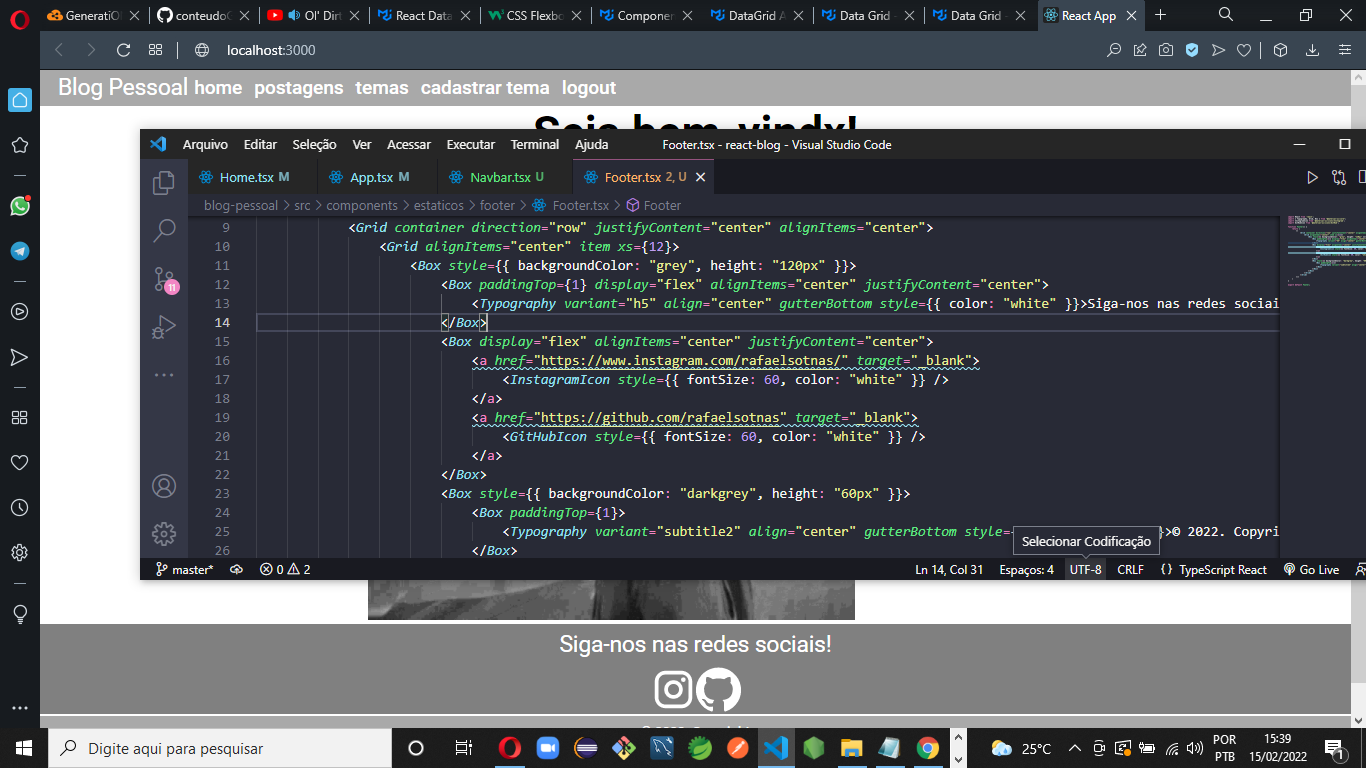 GeneratiO
conteudo
Ol' Dirt
React Data
CSS Flexbo
Componen
DataGrid A
Data Grid -
Data Grid -
React App
localhost:3000
Blog Pessoal home postagens temas cadastrar tema logout
Seja bem-vindx!
Arquivo Editar Seleção Ver Acessar Executar Terminal Ajuda
Footer.tsx - react-blog - Visual Studio Code
Home.tsx M
App.tsx M
Navbar.tsx U
Footer.tsx 2, U
blog-pessoal > src > components > estaticos > footer > Footer.tsx > Footer
9 <Grid container direction="row" justifyContent="center" alignItems="center">
10 <Grid alignItems="center" item xs={12}>
11 <Box style={{ backgroundColor: "grey", height: "120px" }}>
12 <Box paddingTop={1} display="flex" alignItems="center" justifyContent="center">
13 <Typography variant="h5" align="center" gutterBottom style={{ color: "white" }}>Siga-nos nas redes sociai
14 </Box>
15 <Box display="flex" alignItems="center" justifyContent="center">
16 <a href="https://www.instagram.com/rafaelsotnas/" target="_blank">
17 <InstagramIcon style={{ fontSize: 60, color: "white" }} />
18 </a>
19 <a href="https://github.com/rafaelsotnas" target="_blank">
20 <GitHubIcon style={{ fontSize: 60, color: "white" }} />
21 </a>
22 </Box>
23 <Box style={{ backgroundColor: "darkgrey", height: "60px" }}>
24 <Box paddingTop={1}>
25 <Typography variant="subtitle2" align="center" gutterBottom style={ }}>© 2022. Copyri
26 </Box>
11
Selecionar Codificação
master* 0 2 Ln 14, Col 31 Espaços: 4 UTF-8 CRLF {} TypeScript React Go Live
Siga-nos nas redes sociais!
Digite aqui para pesquisar
25°C
POR
PTB
15:39
15/02/2022
1